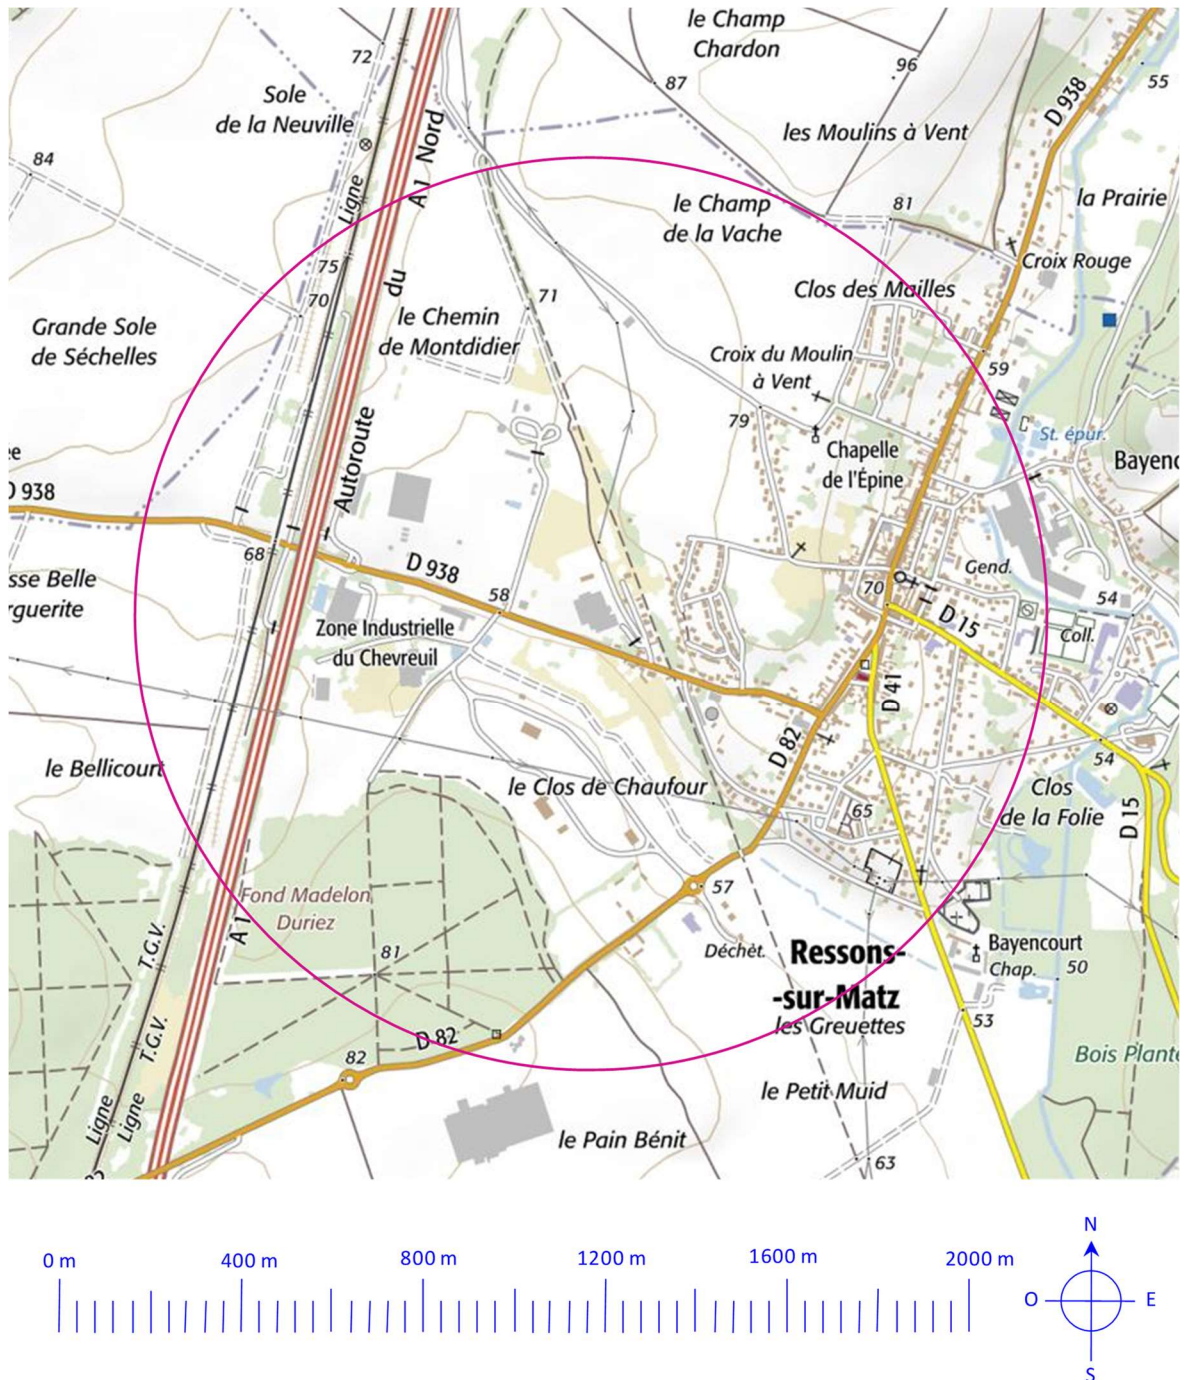 le Champ
Chardon
72
87
96
55
D 938
Sole
de la Neuville
A 1 Nord
les Moulins à Vent
84
Ligne
la Prairie
81
le Champ
de la Vache
Croix Rouge
75
70
du
71
Clos des Mailles
Grande Sole
de Séchelles
le Chemin
de Montdidier
Croix du Moulin
à Vent
59
79
St. épur.
Autoroute
Chapelle
de l'Épine
D 938
68
D 938
Gend.
58
70
54
D 15
Zone Industrielle
du Chevreuil
Coll.
D 41
D 82
le Bellicourt
54
le Clos de Chaufour
65
Clos
de la Folie
D 15
57
Fond Madelon
Duriez
A 1
T.G.V.
81
Déchèt.
Ressons-
-sur-Matz
Bayencourt
Chap.
50
les Greuettes
53
T.G.V.
D 82
82
Bois Plant
le Petit Muid
Ligne
Ligne
le Pain Bénit
63
0 m
400 m
800 m
1200 m
1600 m
2000 m
N
O
E
S